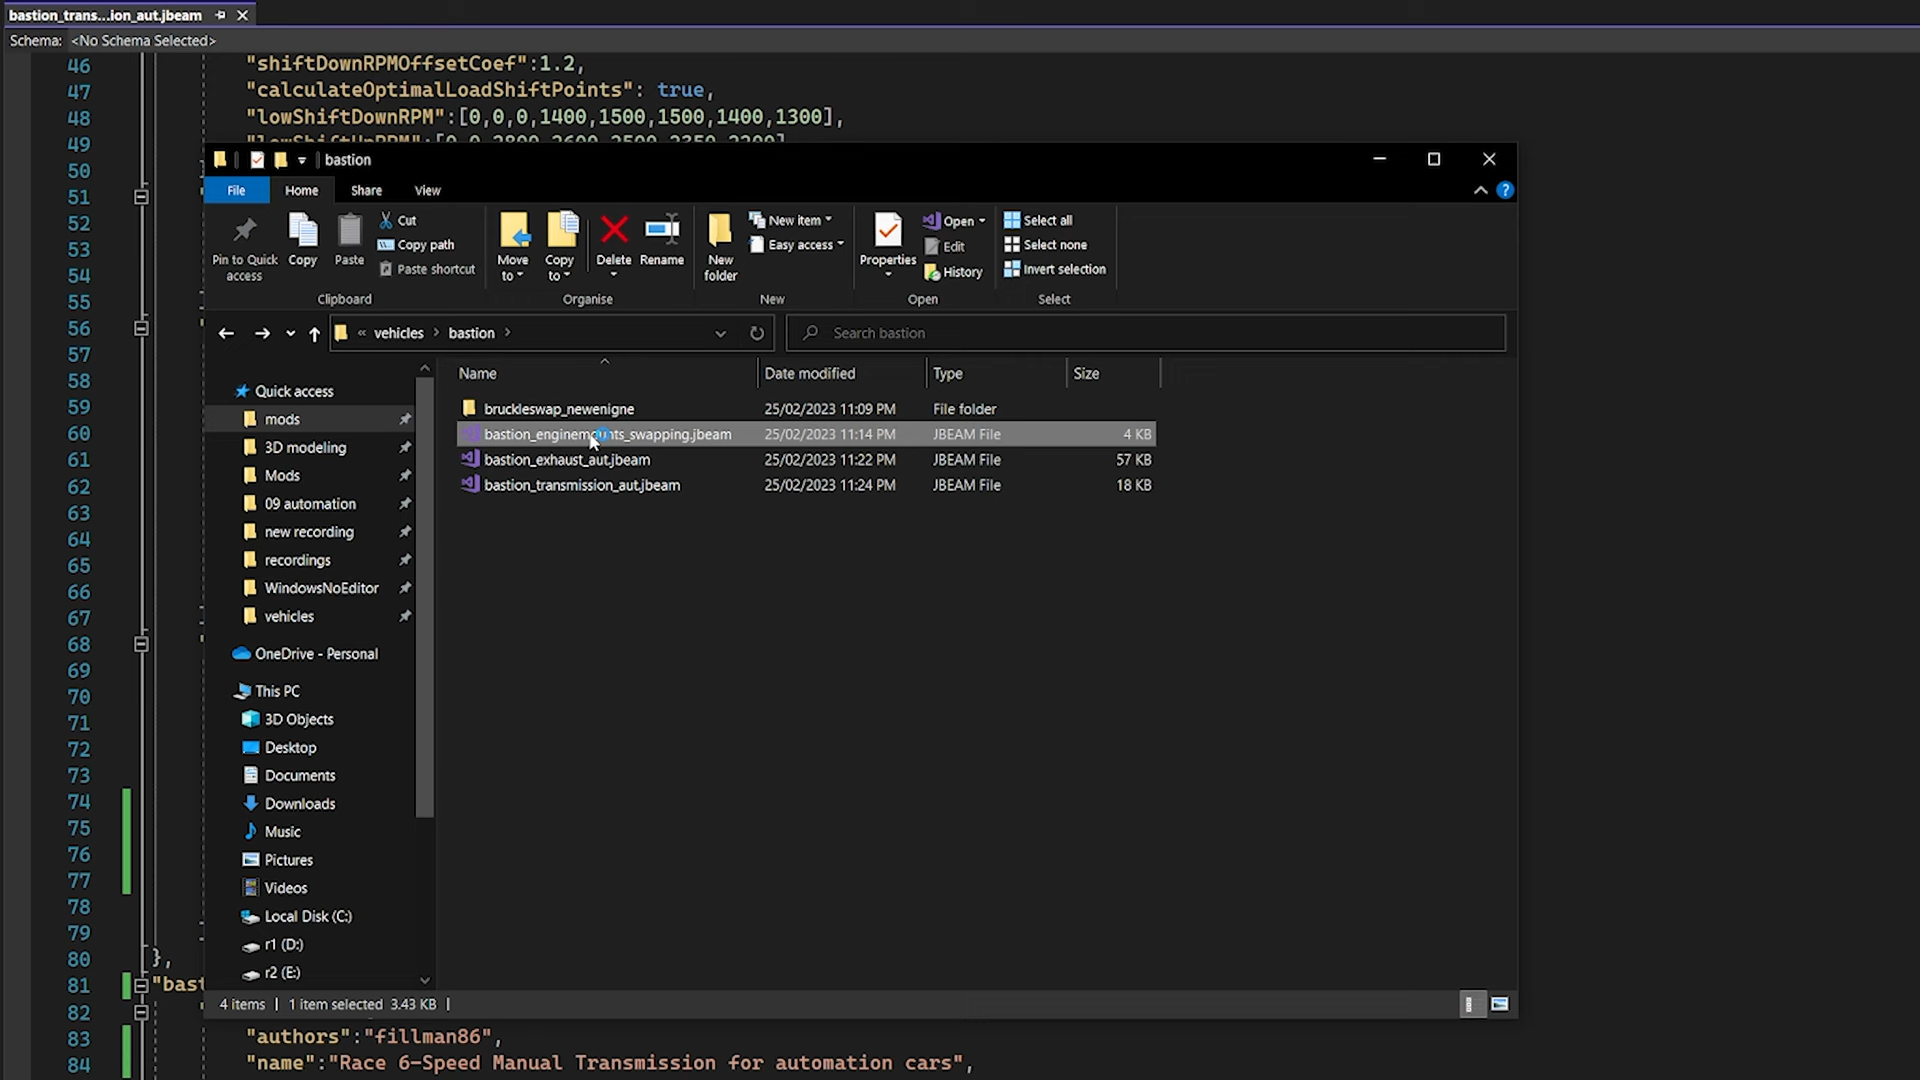 bastion_trans...ion_aut.jbeam
Schema: <No Schema Selected>
46 "shiftDownRPMOffsetCoef":1.2,
47 "calculateOptimalLoadShiftPoints": true,
48 "lowShiftDownRPM":[0,0,0,1400,1500,1500,1400,1300],
49 "lowShiftUpRPM":[0,0,2800,2600,2500,2350,2200]
bastion
File Home Share View
Pin to Quick access
Copy
Paste
Cut
Copy path
Paste shortcut
Clipboard
Move to
Copy to
Delete
Rename
Organise
New folder
New item
Easy access
New
Properties
Open
Edit
History
Open
Select all
Select none
Invert selection
Select
« vehicles > bastion >
Search bastion
Name Date modified Type Size
bruckleswap_newenigne 25/02/2023 11:09 PM File folder
bastion_enginemounts_swapping.jbeam 25/02/2023 11:14 PM JBEAM File 4 KB
bastion_exhaust_aut.jbeam 25/02/2023 11:22 PM JBEAM File 57 KB
bastion_transmission_aut.jbeam 25/02/2023 11:24 PM JBEAM File 18 KB
Quick access
mods
3D modeling
Mods
09 automation
new recording
recordings
WindowsNoEditor
vehicles
OneDrive - Personal
This PC
3D Objects
Desktop
Documents
Downloads
Music
Pictures
Videos
Local Disk (C:)
r1 (D:)
r2 (E:)
4 items 1 item selected 3.43 KB
50
51
52
53
54
55
56
57
58
59
60
61
62
63
64
65
66
67
68
69
70
71
72
73
74
75
76
77
78
79
80 },
81 "bast
82
83 "authors":"fillman86",
84 "name":"Race 6-Speed Manual Transmission for automation cars",